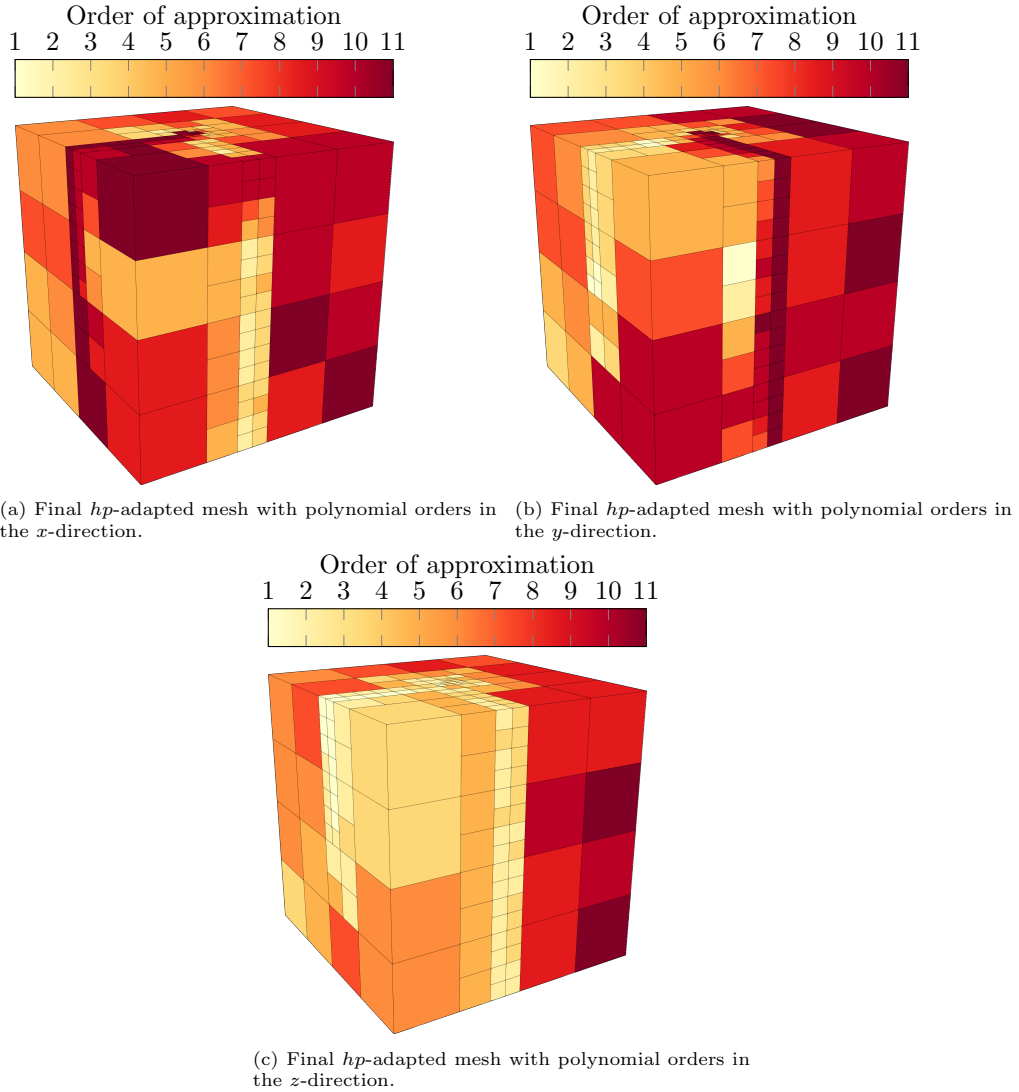 Order of approximation
1 2 3 4 5 6 7 8 9 10 11
Order of approximation
1 2 3 4 5 6 7 8 9 10 11
(a) Final hp-adapted mesh with polynomial orders in
the x-direction.
(b) Final hp-adapted mesh with polynomial orders in
the y-direction.
Order of approximation
1 2 3 4 5 6 7 8 9 10 11
(c) Final hp-adapted mesh with polynomial orders in
the z-direction.